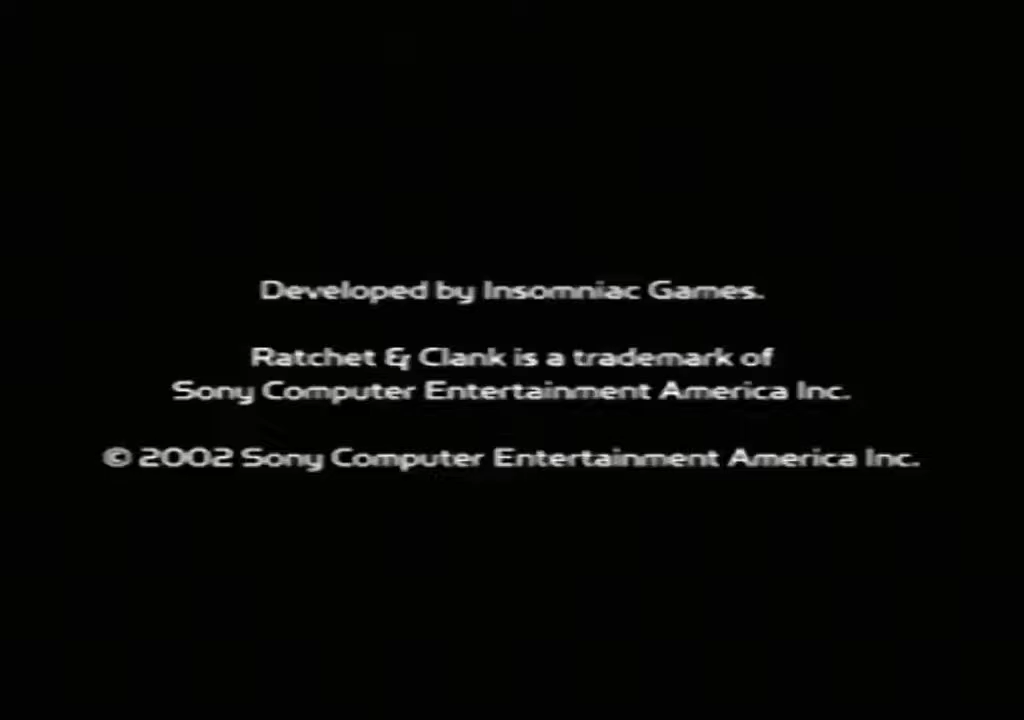 Developed by Insomniac Games.
Ratchet & Clank is a trademark of
Sony Computer Entertainment America Inc.
© 2002 Sony Computer Entertainment America Inc.